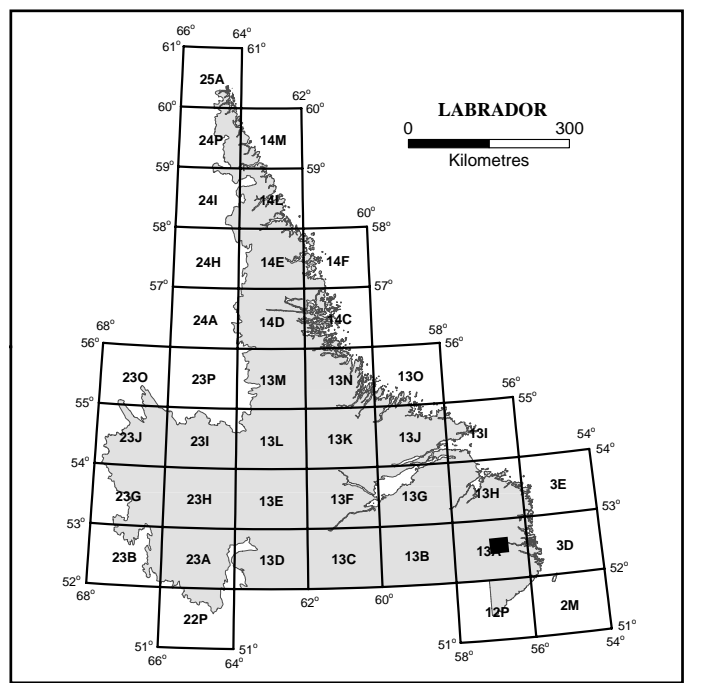 66° 64°
61° 61°
25A
62°
60° 60°
LABRADOR
0 300
Kilometres
24P 14M
59° 59°
24I 14L
60°
58° 58°
24H 14E 14F
57° 57°
24A 14D 14C
68° 58°
56° 56°
23O 23P 13M 13N 13O
56°
55° 55°
23J 23I 13L 13K 13J 13I
54°
54° 54°
23G 23H 13E 13F 13G 13H 3E
53° 53°
23B 23A 13D 13C 13B 13A 3D
52° 52°
68° 62° 60°
22P 12P 2M
51° 51° 51° 51°
66° 64° 58° 56° 54°